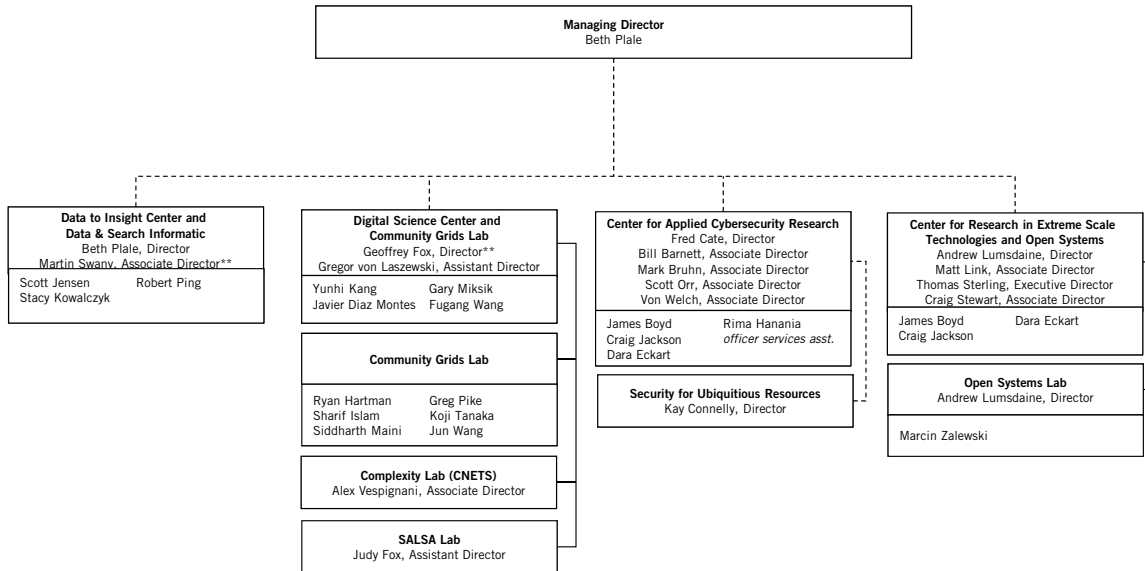 Managing Director
Beth Plale
Data to Insight Center and
Data & Search Informatic
Beth Plale, Director
Martin Swany, Associate Director**
Scott Jensen
Robert Ping
Stacy Kowalczyk
Digital Science Center and
Community Grids Lab
Geoffrey Fox, Director**
Gregor von Laszewski, Assistant Director
Yunhi Kang
Gary Miksik
Javier Diaz Montes
Fugang Wang
Community Grids Lab
Ryan Hartman
Greg Pike
Sharif Islam
Koji Tanaka
Siddharth Maini
Jun Wang
Complexity Lab (CNETS)
Alex Vespignani, Associate Director
SALSA Lab
Judy Fox, Assistant Director
Center for Applied Cybersecurity Research
Fred Cate, Director
Bill Barnett, Associate Director
Mark Bruhn, Associate Director
Scott Orr, Associate Director
Von Welch, Associate Director
James Boyd
Rima Hanania
Craig Jackson
officer services asst.
Dara Eckart
Security for Ubiquitious Resources
Kay Connelly, Director
Center for Research in Extreme Scale
Technologies and Open Systems
Andrew Lumsdaine, Director
Matt Link, Associate Director
Thomas Sterling, Executive Director
Craig Stewart, Associate Director
James Boyd
Dara Eckart
Craig Jackson
Open Systems Lab
Andrew Lumsdaine, Director
Marcin Zalewski